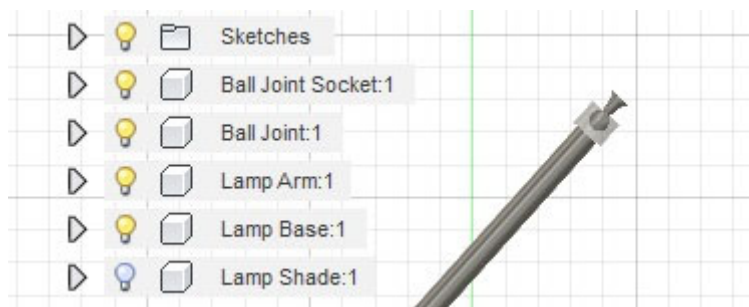 Sketches
Ball Joint Socket:1
Ball Joint:1
Lamp Arm:1
Lamp Base:1
Lamp Shade:1